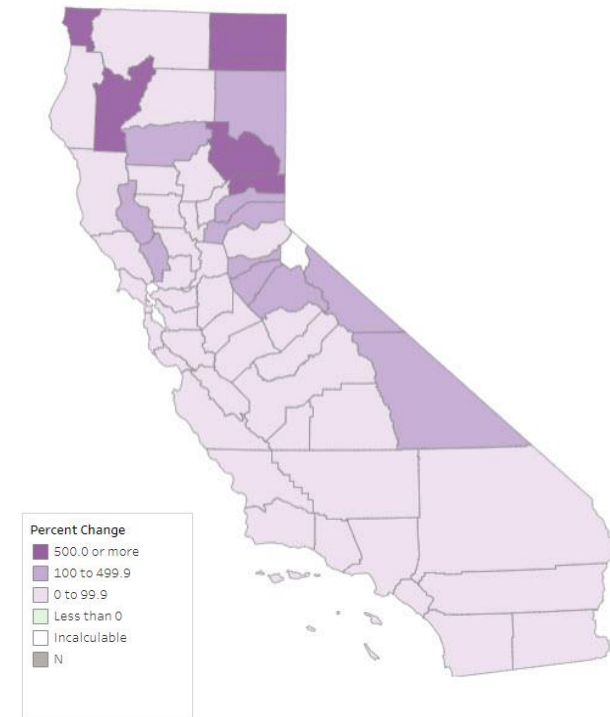 Percent Change
500.0 or more
100 to 499.9
0 to 99.9
Less than 0
Incalculable
N